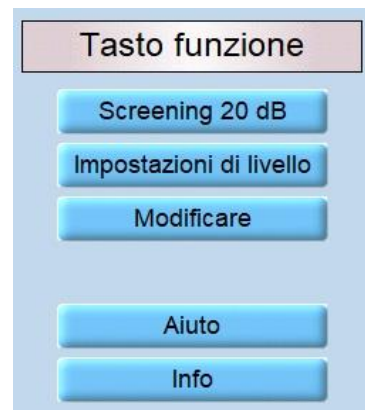 Tasto funzione
Screening 20 dB
Impostazioni di livello
Modificare
Aiuto
Info